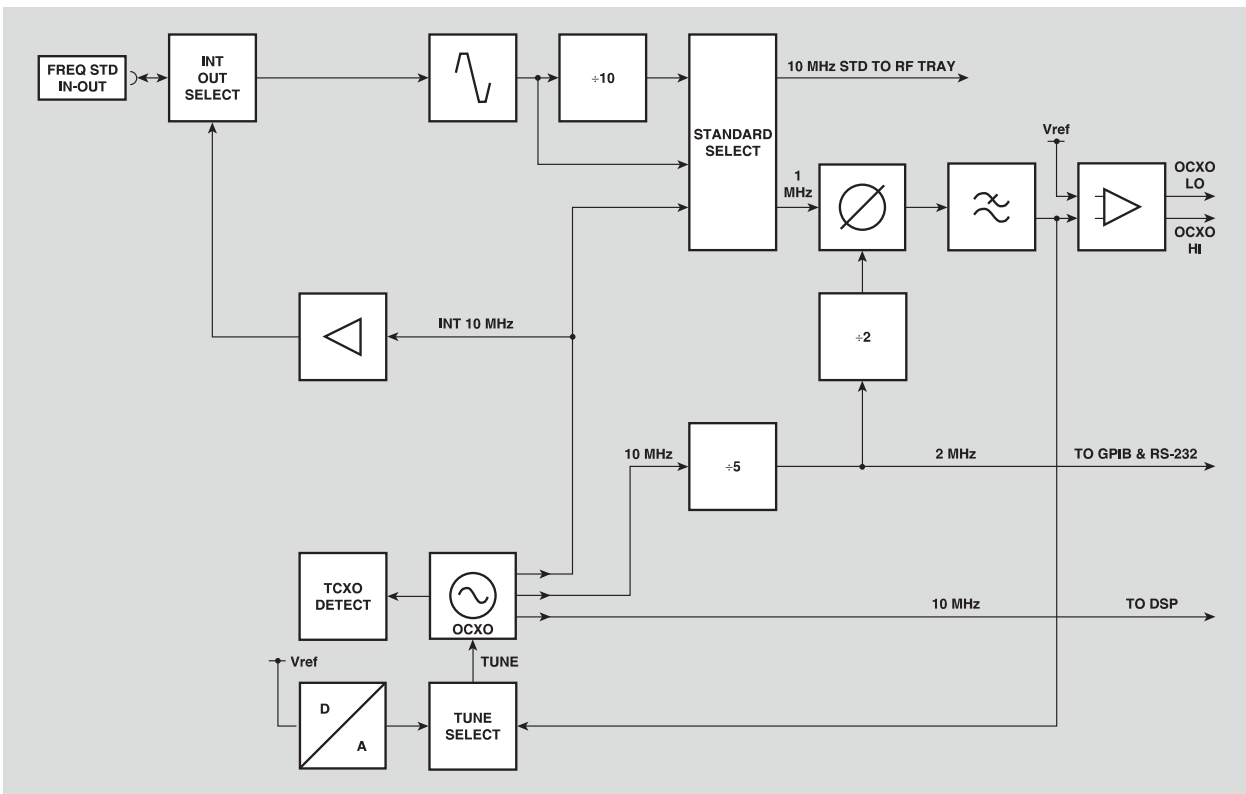 FREQ STD
IN-OUT
INT
OUT
SELECT
÷10
STANDARD
SELECT
10 MHz STD TO RF TRAY
1
MHz
Vref
OCXO
LO
OCXO
HI
INT 10 MHz
÷2
10 MHz
÷5
2 MHz
TO GPIB & RS-232
TCXO
DETECT
OCXO
10 MHz
TO DSP
TUNE
Vref
D
A
TUNE
SELECT